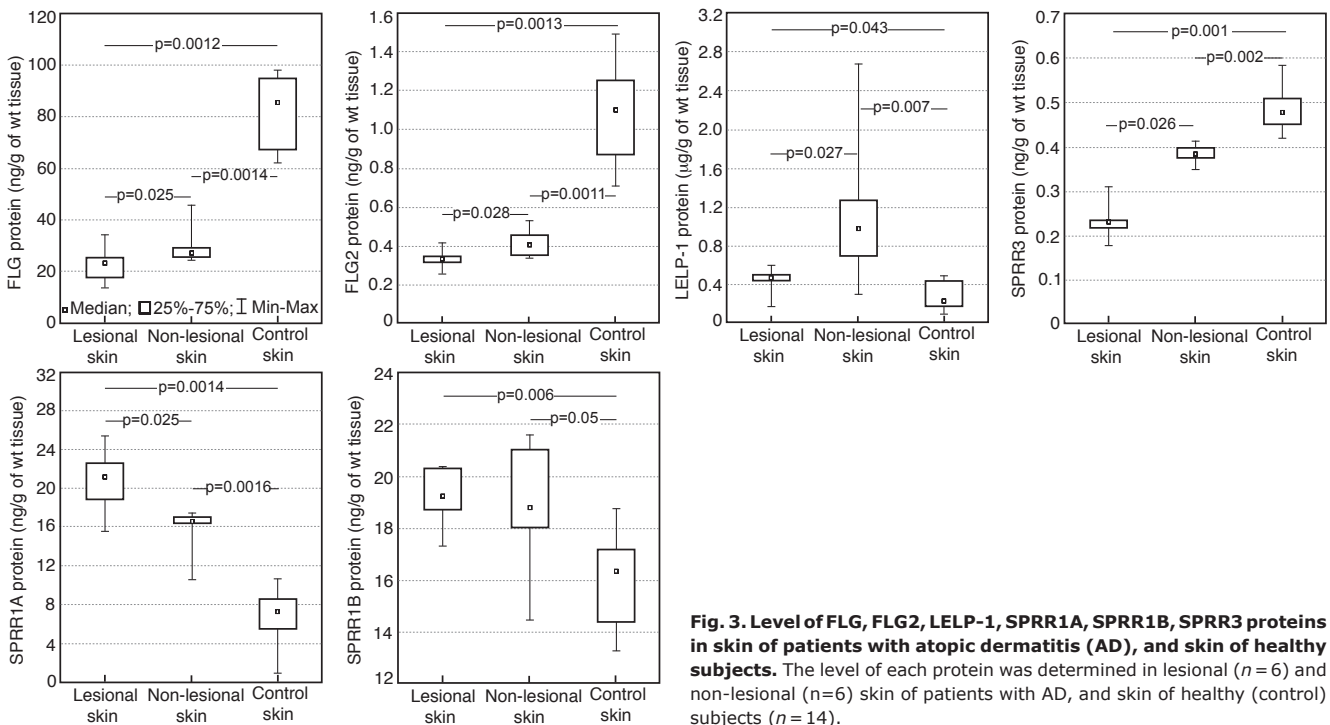 FLG protein (ng/g of wt tissue)
120
100
80
60
40
20
0
p=0.0012
p=0.0014
p=0.025
Median; 25%-75%; Min-Max
Lesional skin
Non-lesional skin
Control skin
FLG2 protein (ng/g of wt tissue)
1.6
1.4
1.2
1.0
0.8
0.6
0.4
0.2
0.0
p=0.0013
p=0.0011
p=0.028
Lesional skin
Non-lesional skin
Control skin
LELP-1 protein (μg/g of wt tissue)
3.2
2.8
2.4
2.0
1.6
1.2
0.8
0.4
0
p=0.043
p=0.007
p=0.027
Lesional skin
Non-lesional skin
Control skin
SPRR3 protein (ng/g of wt tissue)
0.7
0.6
0.5
0.4
0.3
0.2
0.1
0
p=0.001
p=0.002
p=0.026
Lesional skin
Non-lesional skin
Control skin
SPRR1A protein (ng/g of wt tissue)
32
28
24
21
20
16
12
8
4
0
p=0.0014
p=0.025
p=0.0016
Lesional skin
Non-lesional skin
Control skin
SPRR1B protein (ng/g of wt tissue)
24
22
21
20
18
16
14
12
p=0.006
p=0.05
Lesional skin
Non-lesional skin
Control skin
Fig. 3. Level of FLG, FLG2, LELP-1, SPRR1A, SPRR1B, SPRR3 proteins
in skin of patients with atopic dermatitis (AD), and skin of healthy
subjects. The level of each protein was determined in lesional (n = 6) and
non-lesional (n=6) skin of patients with AD, and skin of healthy (control)
subjects (n = 14).